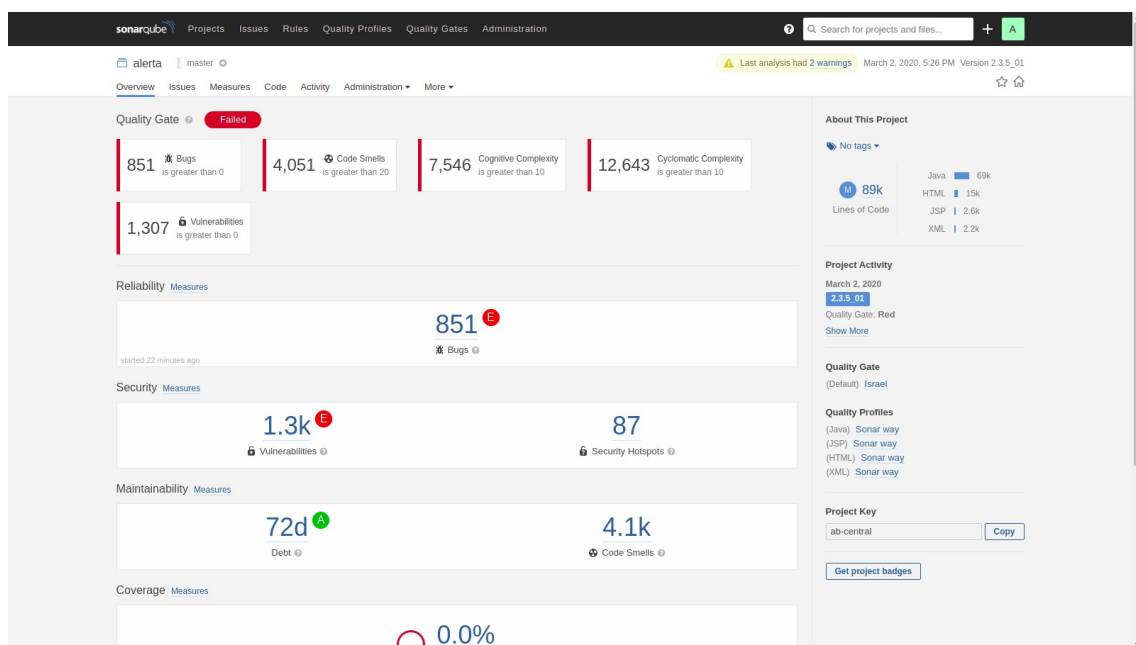 sonarqube Projects Issues Rules Quality Profiles Quality Gates Administration Search for projects and files... A
alerta master Last analysis had 2 warnings March 2, 2020, 5:26 PM Version 2.3.5_01
Overview Issues Measures Code Activity Administration More
Quality Gate Failed
851 Bugs
is greater than 0
4,051 Code Smells
is greater than 20
7,546 Cognitive Complexity
is greater than 10
12,643 Cyclomatic Complexity
is greater than 10
1,307 Vulnerabilities
is greater than 0
Reliability Measures
851 E
Bugs
started 22 minutes ago
Security Measures
1.3k E
Vulnerabilities
87
Security Hotspots
Maintainability Measures
72d A
Debt
4.1k
Code Smells
Coverage Measures
0.0%
About This Project
No tags
M 89k
Lines of Code
Java 69k
HTML 15k
JSP 2.6k
XML 2.2k
Project Activity
March 2, 2020
2.3.5_01
Quality Gate: Red
Show More
Quality Gate
(Default) Israel
Quality Profiles
(Java) Sonar way
(JSP) Sonar way
(HTML) Sonar way
(XML) Sonar way
Project Key
ab-central Copy
Get project badges